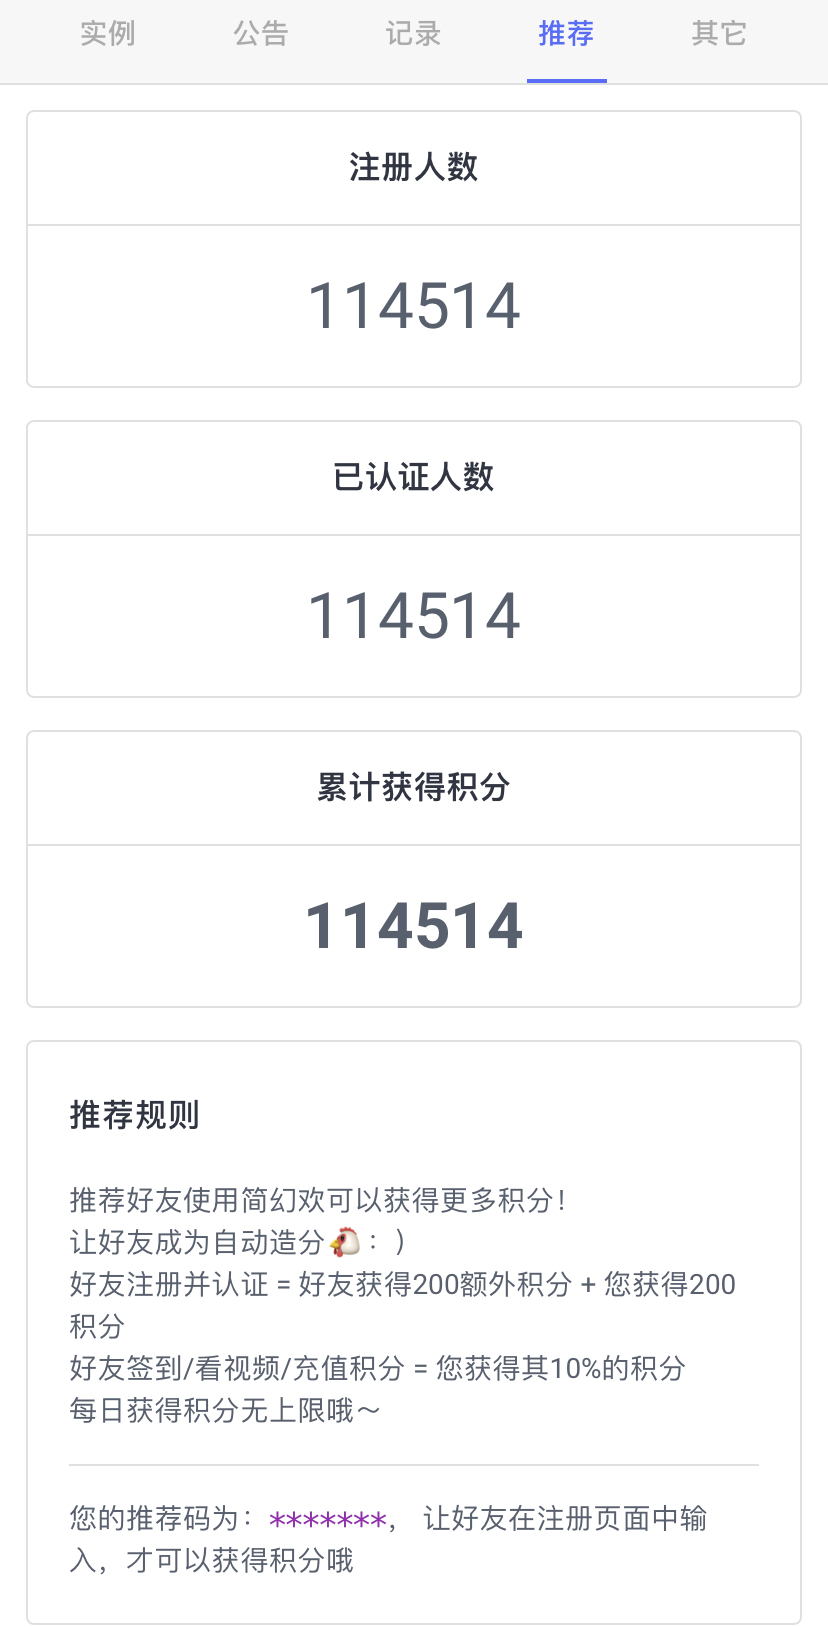 实例 公告 记录 推荐 其它
注册人数
114514
已认证人数
114514
累计获得积分
114514
推荐规则
推荐好友使用简幻欢可以获得更多积分！
让好友成为自动造分🐔：)
好友注册并认证 = 好友获得200额外积分 + 您获得200
积分
好友签到/看视频/充值积分 = 您获得其10%的积分
每日获得积分无上限哦～
您的推荐码为：*******， 让好友在注册页面中输
入，才可以获得积分哦